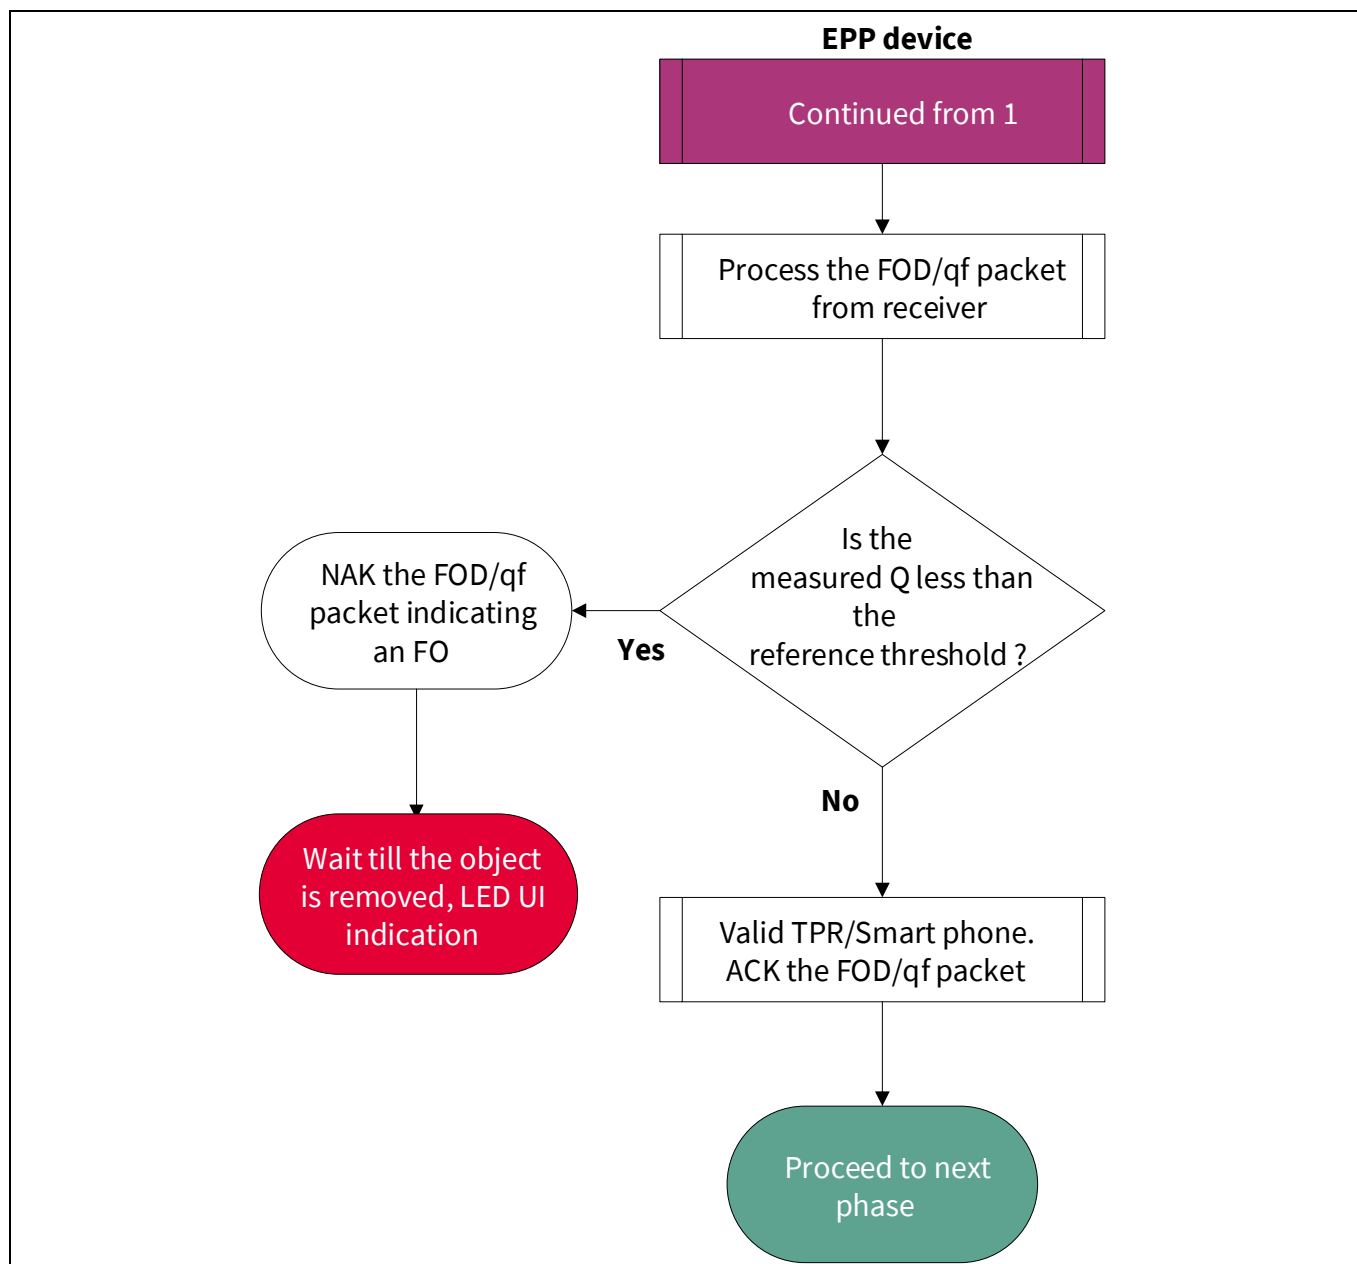 EPP device
Continued from 1
Process the FOD/qf packet
from receiver
Is the
measured Q less than
the
reference threshold ?
NAK the FOD/qf
packet indicating
an FO
Yes
No
Wait till the object
is removed, LED UI
indication
Valid TPR/Smart phone.
ACK the FOD/qf packet
Proceed to next
phase